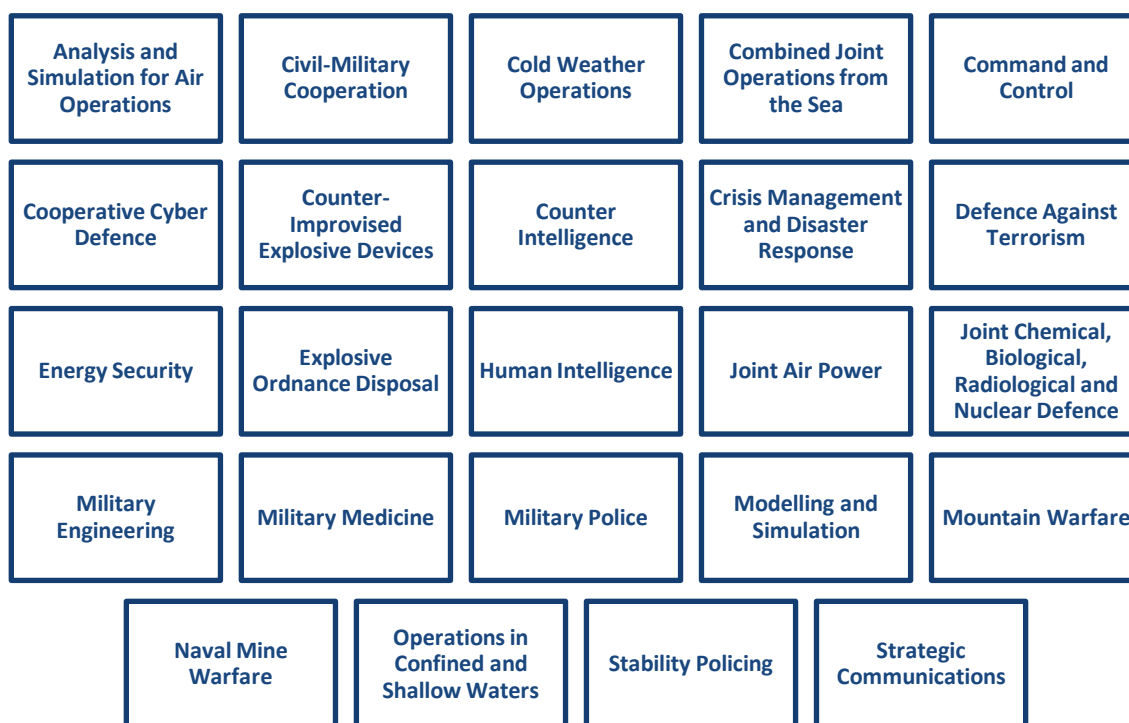 Analysis and
Simulation for Air
Operations
Civil-Military
Cooperation
Cold Weather
Operations
Combined Joint
Operations from
the Sea
Command and
Control
Cooperative Cyber
Defence
Counter-
Improvised
Explosive Devices
Counter
Intelligence
Crisis Management
and Disaster
Response
Defence Against
Terrorism
Energy Security
Explosive
Ordnance Disposal
Human Intelligence
Joint Air Power
Joint Chemical,
Biological,
Radiological and
Nuclear Defence
Military
Engineering
Military Medicine
Military Police
Modelling and
Simulation
Mountain Warfare
Naval Mine
Warfare
Operations in
Confined and
Shallow Waters
Stability Policing
Strategic
Communications